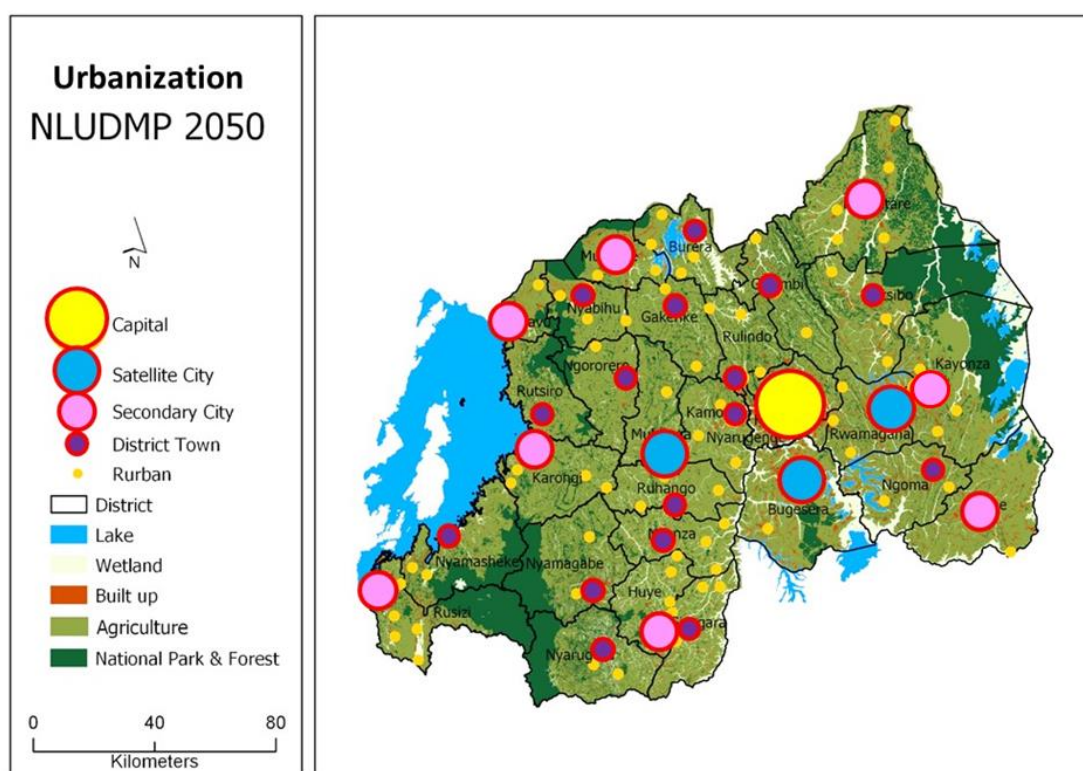 Urbanization
NLUDMP 2050
N
Capital
Satellite City
Secondary City
District Town
Rurban
District
Lake
Wetland
Built up
Agriculture
National Park & Forest
0 40 80
Kilometers
Burera
Nyabihu
Gakenke
Rulindo
Ngororero
Kayonza
Rutsiro
Nyarugenge
Rwamagana
Karongi
Ruhango
Ngoma
Bugesera
Nyamasheke
Nyamagabe
Huye
Rusizi